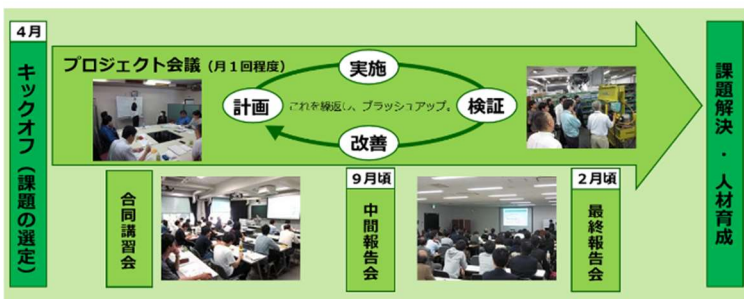 4月
キックオフ（課題の選定）
プロジェクト会議（月１回程度）
実施
計画
これを繰返し、ブラッシュアップ。
検証
改善
合同講習会
9月頃
中間報告会
2月頃
最終報告会
課題解決・人材育成